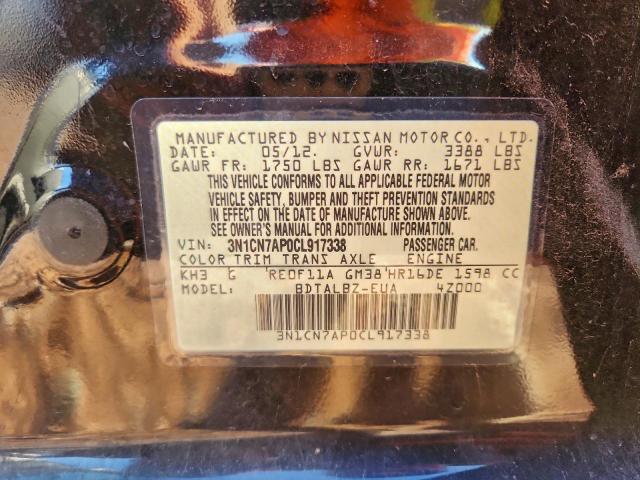 MANUFACTURED BY NISSAN MOTOR CO., LTD.
DATE: 05/12. GVWR: 3388 LBS
GAWR FR: 1750 LBS GAWR RR: 1671 LBS
THIS VEHICLE CONFORMS TO ALL APPLICABLE FEDERAL MOTOR
VEHICLE SAFETY, BUMPER AND THEFT PREVENTION STANDARDS
IN EFFECT ON THE DATE OF MANUFACTURE SHOWN ABOVE.
SEE OWNER'S MANUAL FOR ADDITIONAL INFORMATION.
VIN: 3N1CN7AP0CL917338 PASSENGER CAR.
COLOR TRIM TRANS AXLE ENGINE
KH3 G 'RE0F11A GM38'HR16DE 1598 CC
MODEL: BDTALBZ-EUA 4Z000
3N1CN7AP0CL917338